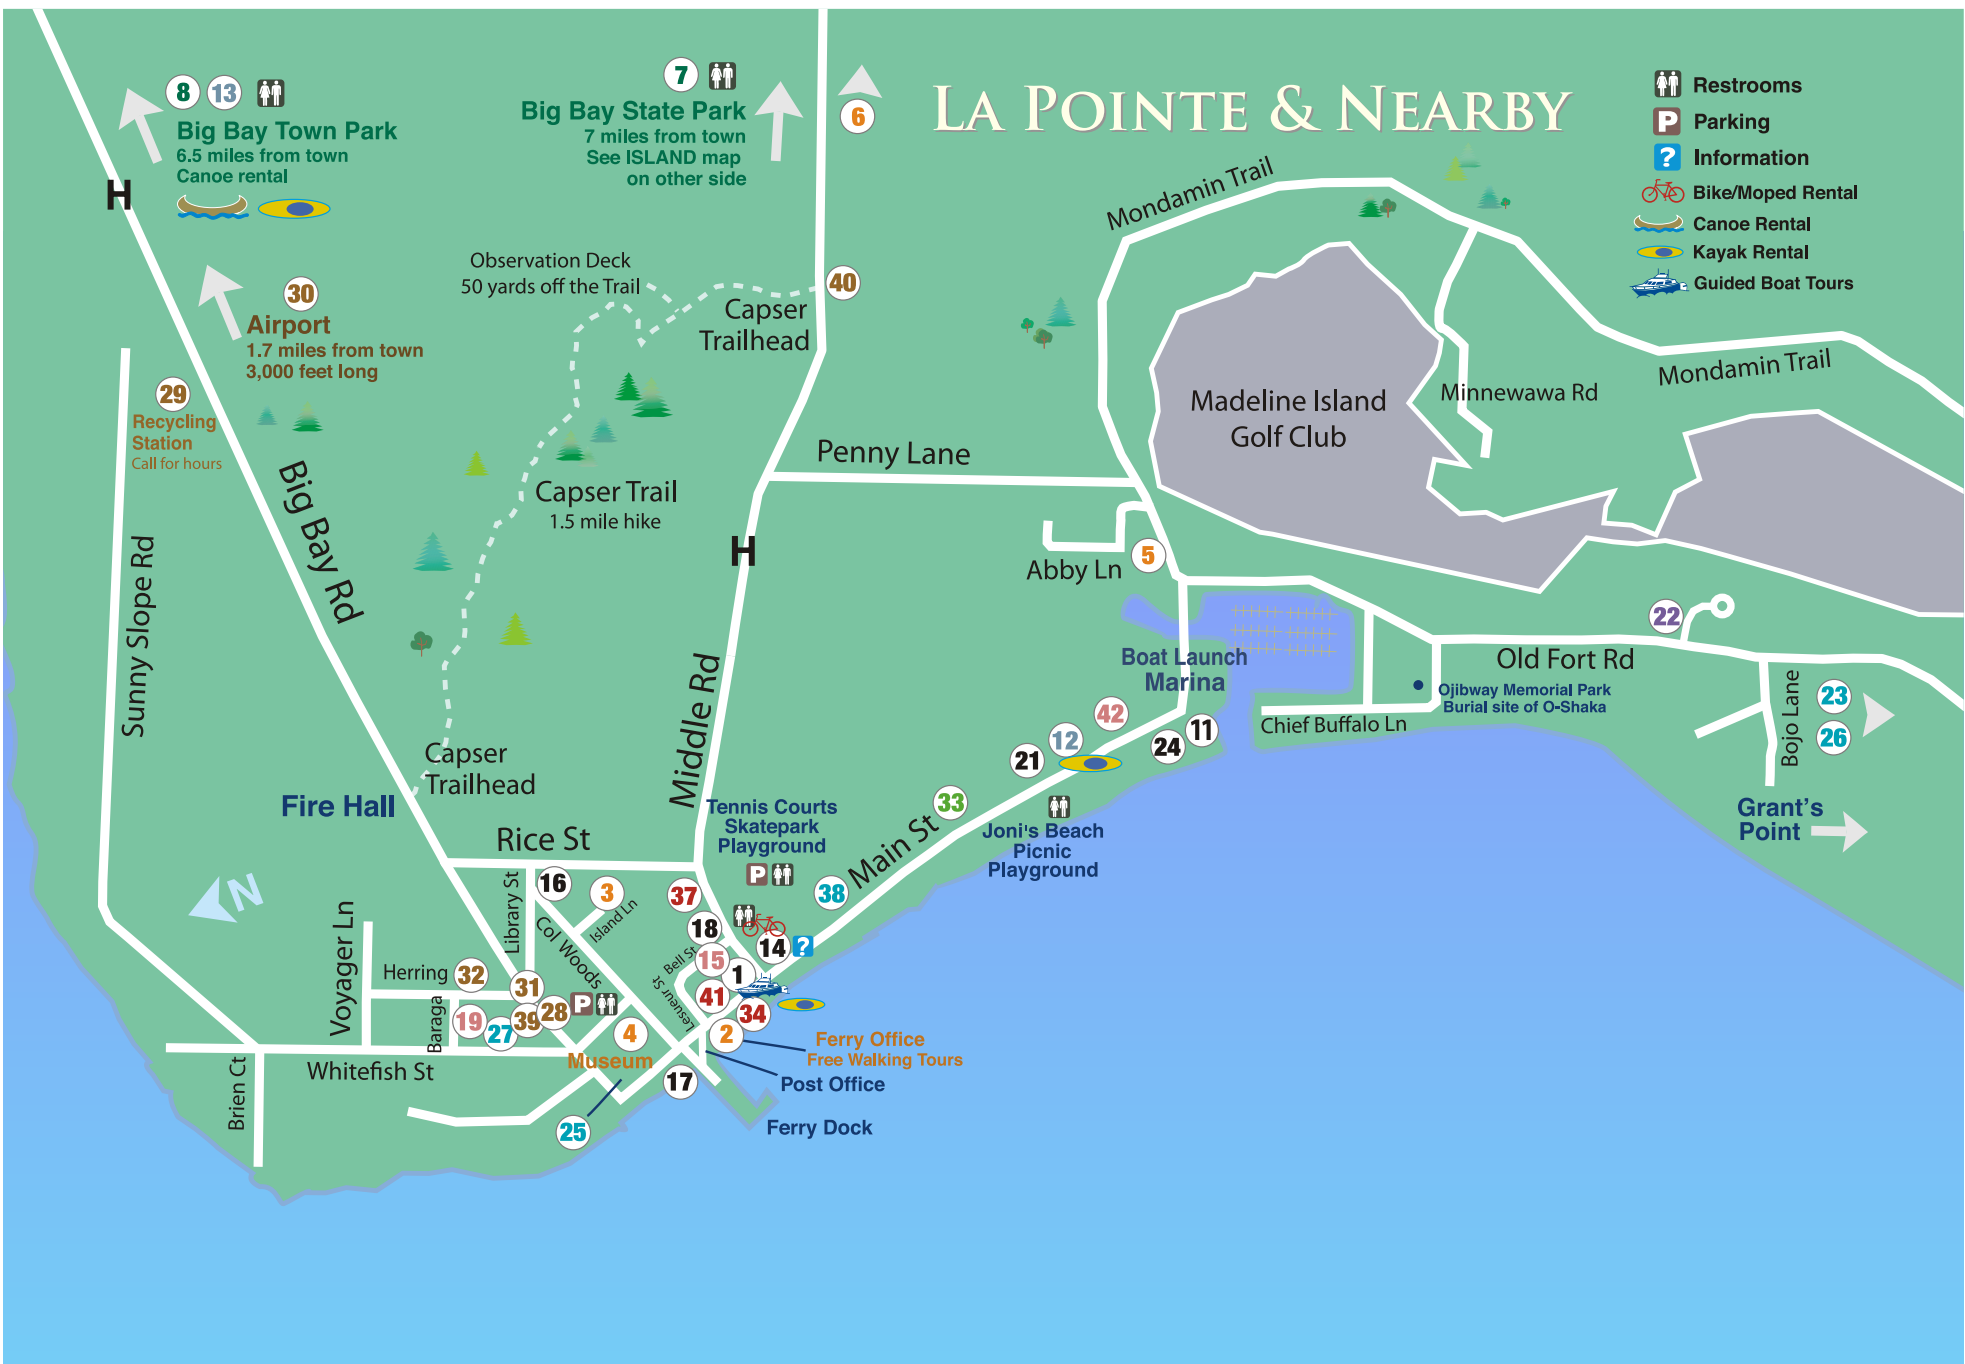 LA POINTE & NEARBY
Restrooms
P Parking
? Information
Bike/Moped Rental
Canoe Rental
Kayak Rental
Guided Boat Tours
8 13
Big Bay Town Park
6.5 miles from town
Canoe rental
H
7
Big Bay State Park
7 miles from town
See ISLAND map
on other side
6
30
Airport
1.7 miles from town
3,000 feet long
29
Recycling
Station
Call for hours
Observation Deck
50 yards off the Trail
40
Capser
Trailhead
Mondamin Trail
Mondamin Trail
Minnewawa Rd
Madeline Island
Golf Club
Penny Lane
Capser Trail
1.5 mile hike
Big Bay Rd
Sunny Slope Rd
H
Abby Ln
5
22
Old Fort Rd
Boat Launch
Marina
Ojibway Memorial Park
Burial site of O-Shaka
Chief Buffalo Ln
Bojo Lane
23
26
Grant's
Point
Middle Rd
42
12
11
24
21
33
Main St
Joni's Beach
Picnic
Playground
Capser
Trailhead
Fire Hall
Rice St
Tennis Courts
Skatepark
Playground
P
38
N
Library St
16
3
Island Ln
Col Woods
37
18
14 ?
Bell St
15
1
Lesueur St
41
34
Voyager Ln
Herring
32
31
Baraga
19
27
39
28
P
4
Museum
2
Ferry Office
Free Walking Tours
Post Office
17
Ferry Dock
25
Whitefish St
Brien Ct